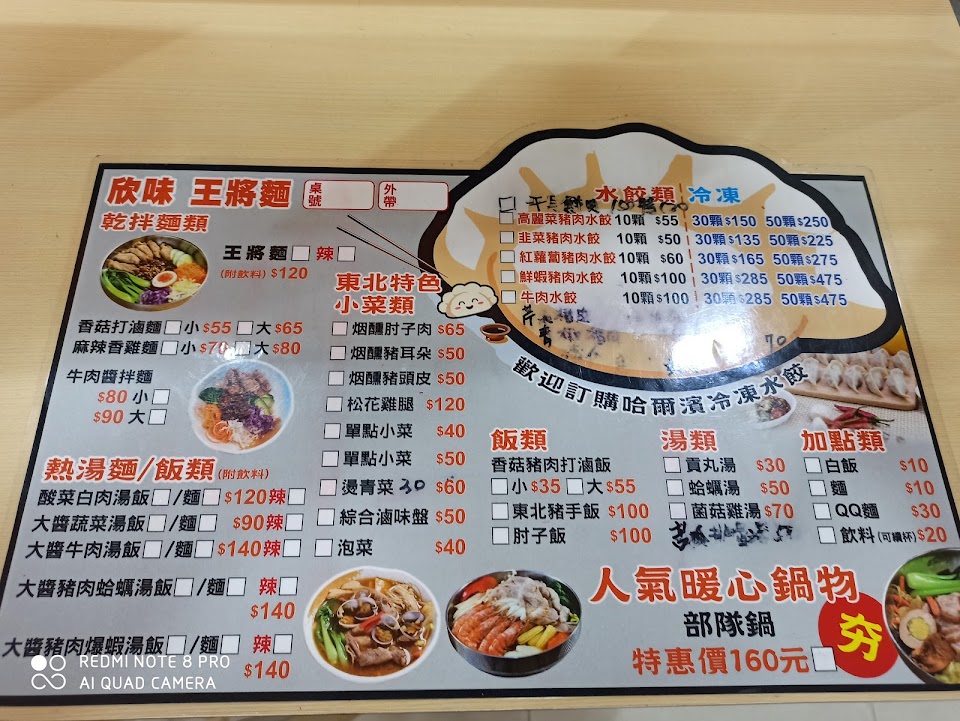 欣味 王將麵
桌號
外帶
乾拌麵類
王將麵 辣
(附飲料) $120
香菇打滷麵 小 $55 大 $65
麻辣香雞麵 小 $70 大 $80
牛肉醬拌麵
$80 小
$90 大
熱湯麵/飯類(附飲料)
酸菜白肉湯飯 /麵 $120 辣
大醬蔬菜湯飯 /麵 $90 辣
大醬牛肉湯飯 /麵 $140 辣
大醬豬肉蛤蠣湯飯 /麵 辣
$140
大醬豬肉爆蝦湯飯 /麵 辣
$140
東北特色
小菜類
烟醺肘子肉 $65
烟醺豬耳朵 $50
烟醺豬頭皮 $50
松花雞腿 $120
單點小菜 $40
單點小菜 $50
燙青菜 30 $60
綜合滷味盤 $50
泡菜 $40
水餃類 冷凍
高麗菜豬肉水餃 10顆 $55 30顆 $150 50顆 $250
韭菜豬肉水餃 10顆 $50 30顆 $135 50顆 $225
紅蘿蔔豬肉水餃 10顆 $60 30顆 $165 50顆 $275
鮮蝦豬肉水餃 10顆 $100 30顆 $285 50顆 $475
牛肉水餃 10顆 $100 30顆 $285 50顆 $475
70
歡迎訂購哈爾濱冷凍水餃
飯類
香菇豬肉打滷飯
小 $35 大 $55
東北豬手飯 $100
肘子飯 $100
湯類
貢丸湯 $30
蛤蠣湯 $50
菌菇雞湯 $70
加點類
白飯 $10
麵 $10
QQ麵 $30
飲料(可續杯) $20
人氣暖心鍋物
部隊鍋
特惠價160元
夯
REDMI NOTE 8 PRO
AI QUAD CAMERA